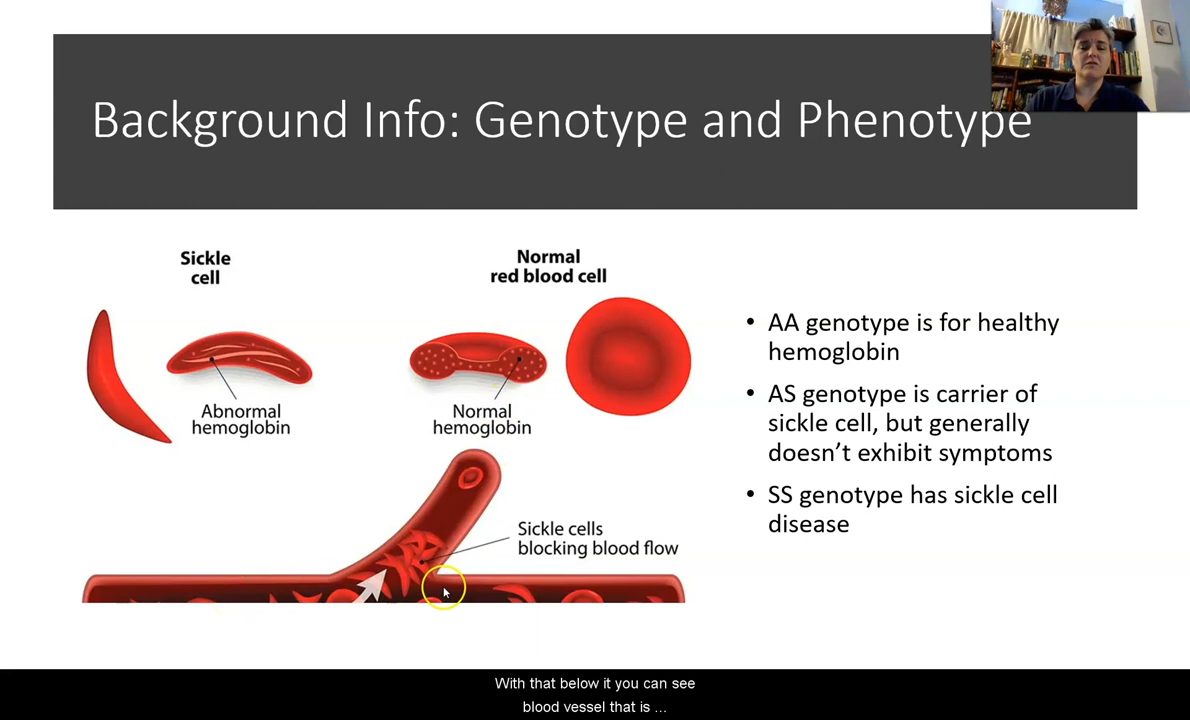 Background Info: Genotype and Phenotype
Sickle
cell
Normal
red blood cell
Abnormal
hemoglobin
Normal
hemoglobin
Sickle cells
blocking blood flow
• AA genotype is for healthy
hemoglobin
• AS genotype is carrier of
sickle cell, but generally
doesn’t exhibit symptoms
• SS genotype has sickle cell
disease
With that below it you can see
blood vessel that is ...